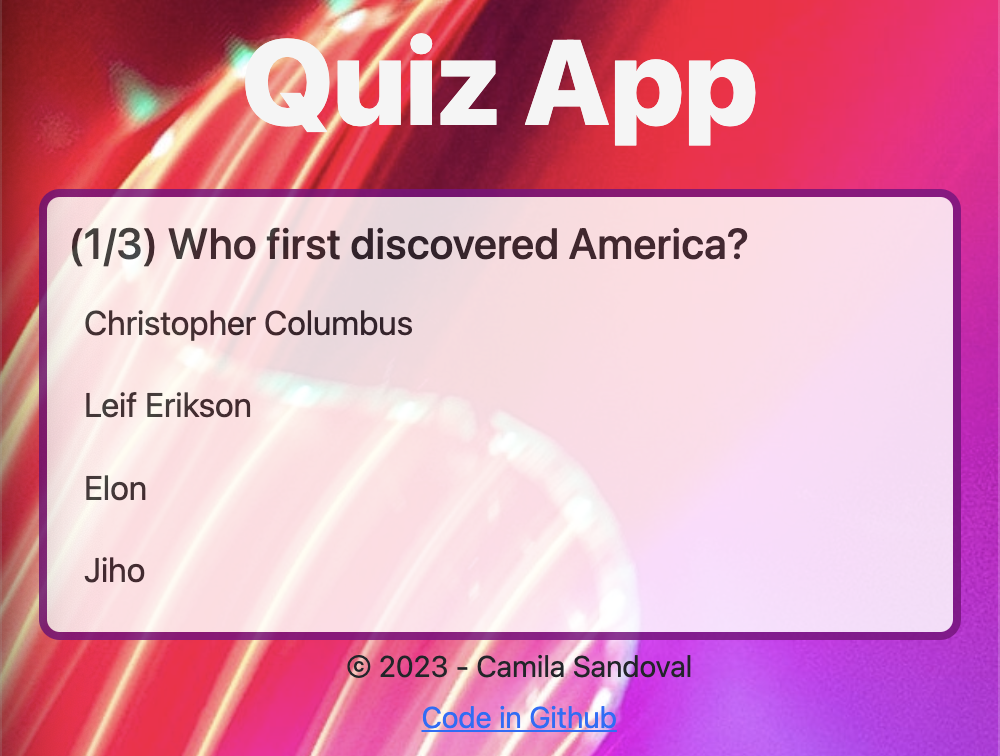 Quiz App
(1/3) Who first discovered America?
Christopher Columbus
Leif Erikson
Elon
Jiho
© 2023 - Camila Sandoval
Code in Github